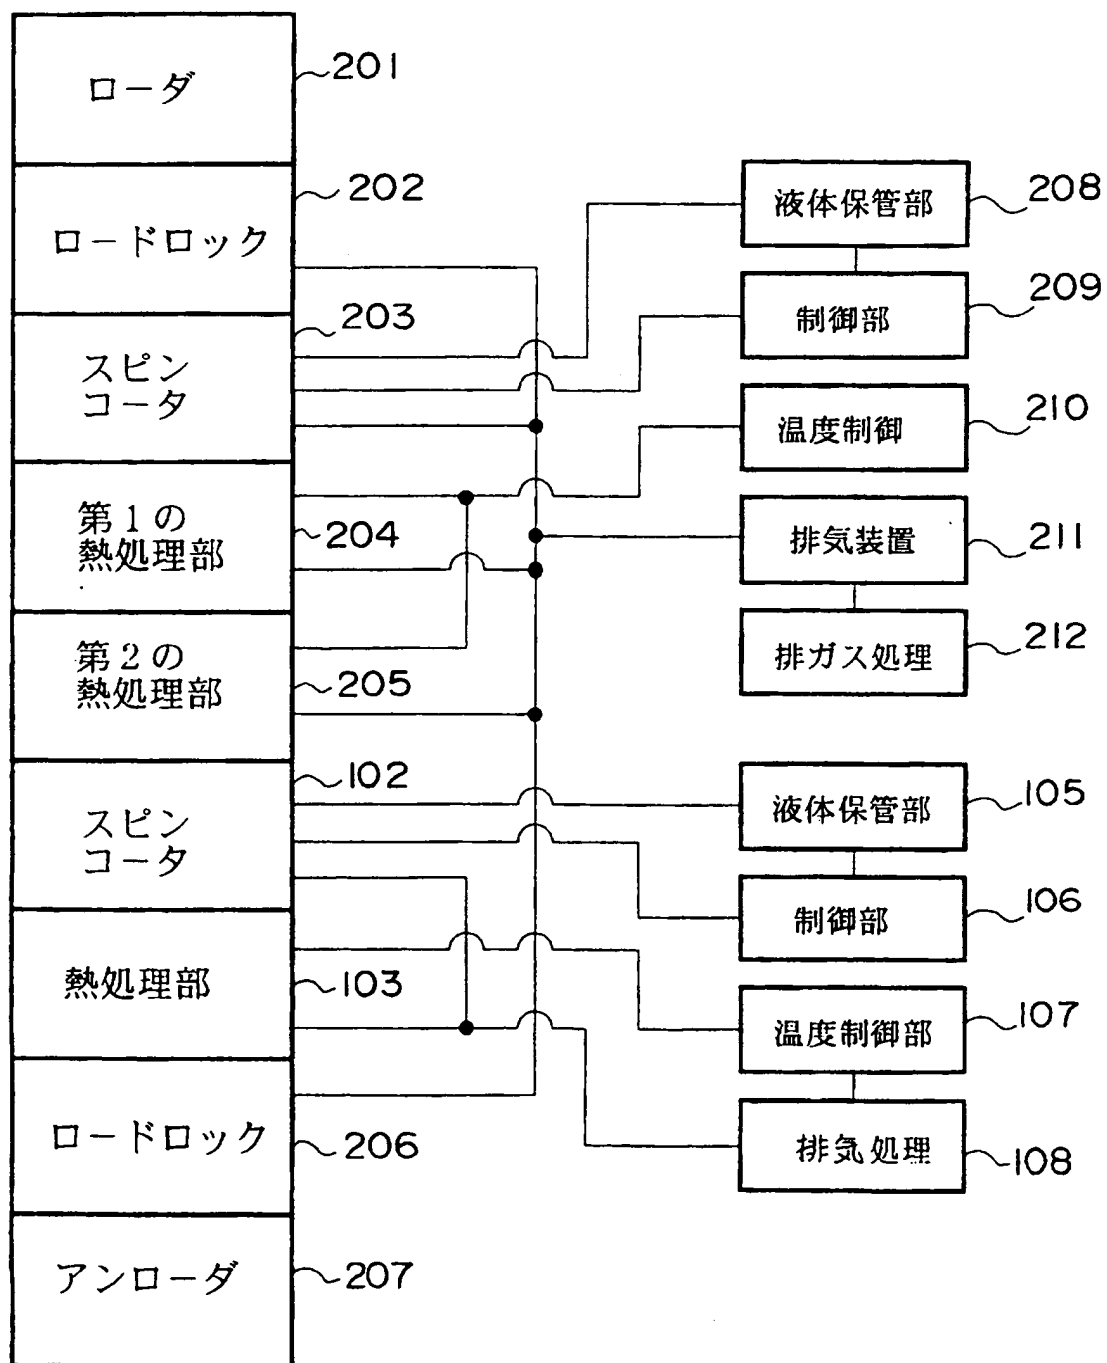 ローダ
201
ロードロック
202
スピン
コータ
203
第1の
熱処理部
204
第2の
熱処理部
205
スピン
コータ
102
熱処理部
103
ロードロック
206
アンローダ
207
液体保管部
208
制御部
209
温度制御
210
排気装置
211
排ガス処理
212
液体保管部
105
制御部
106
温度制御部
107
排気処理
108